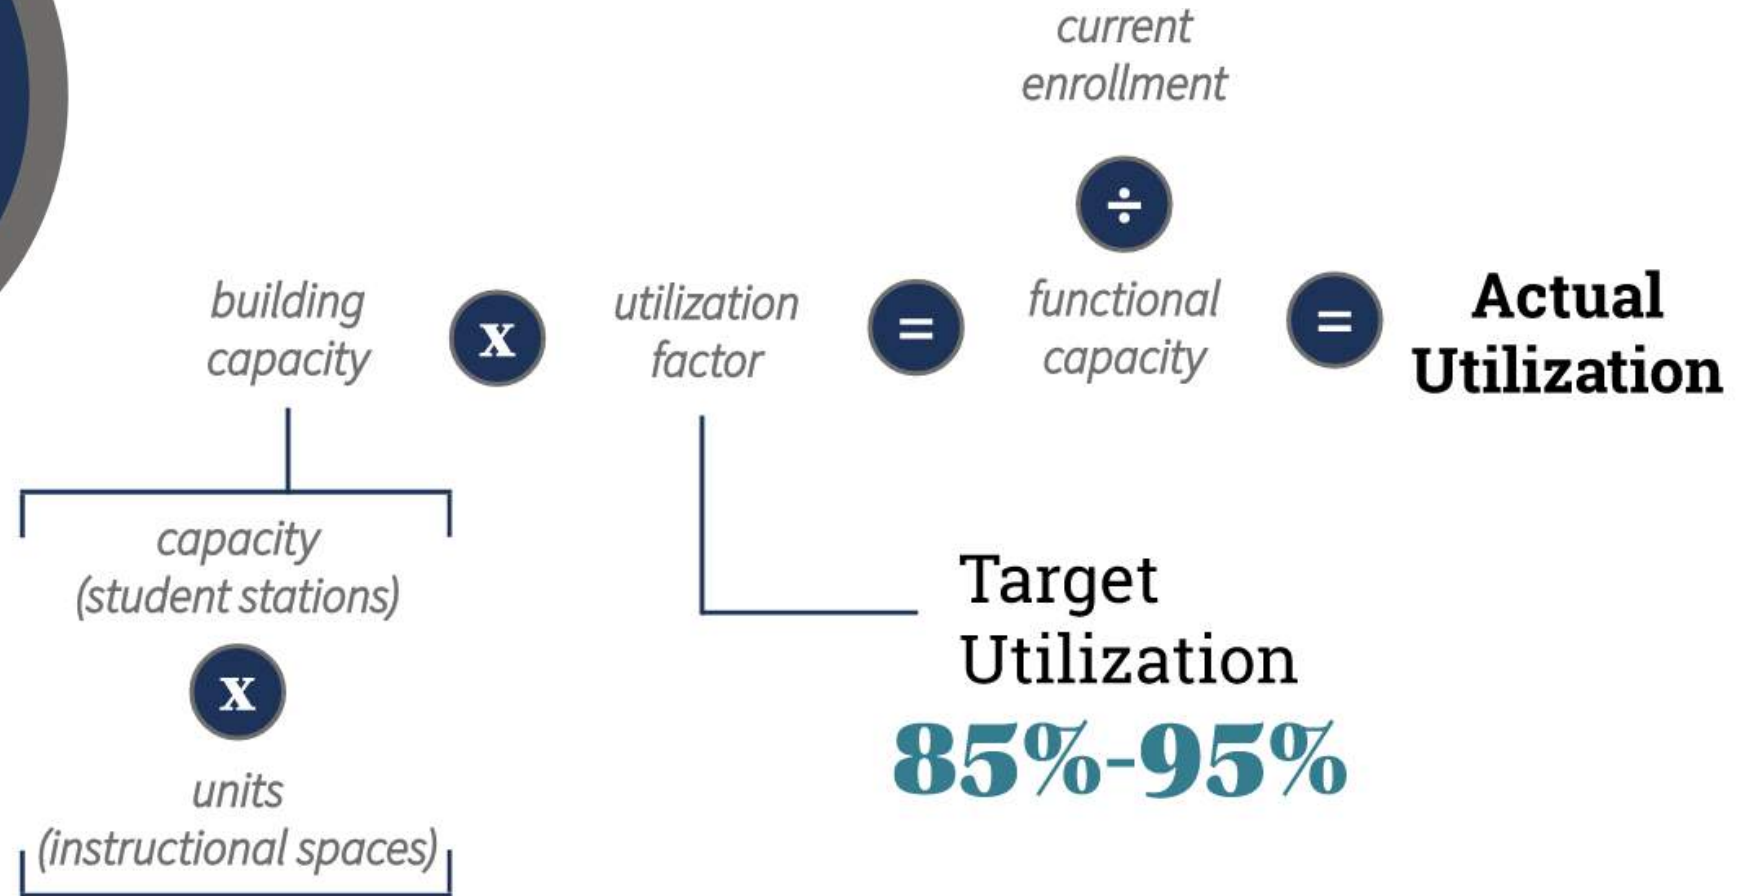 current
enrollment
÷
building
capacity
x
utilization
factor
=
functional
capacity
=
Actual
Utilization
capacity
(student stations)
x
units
(instructional spaces)
Target
Utilization
85%-95%